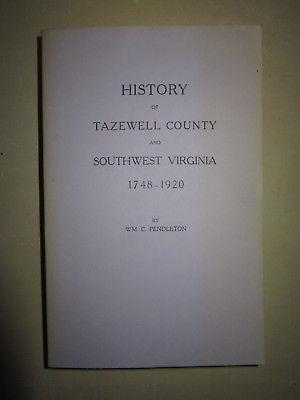 HISTORY
OF
TAZEWELL COUNTY
AND
SOUTHWEST VIRGINIA
1748-1920
BY
WM. C. PENDLETON